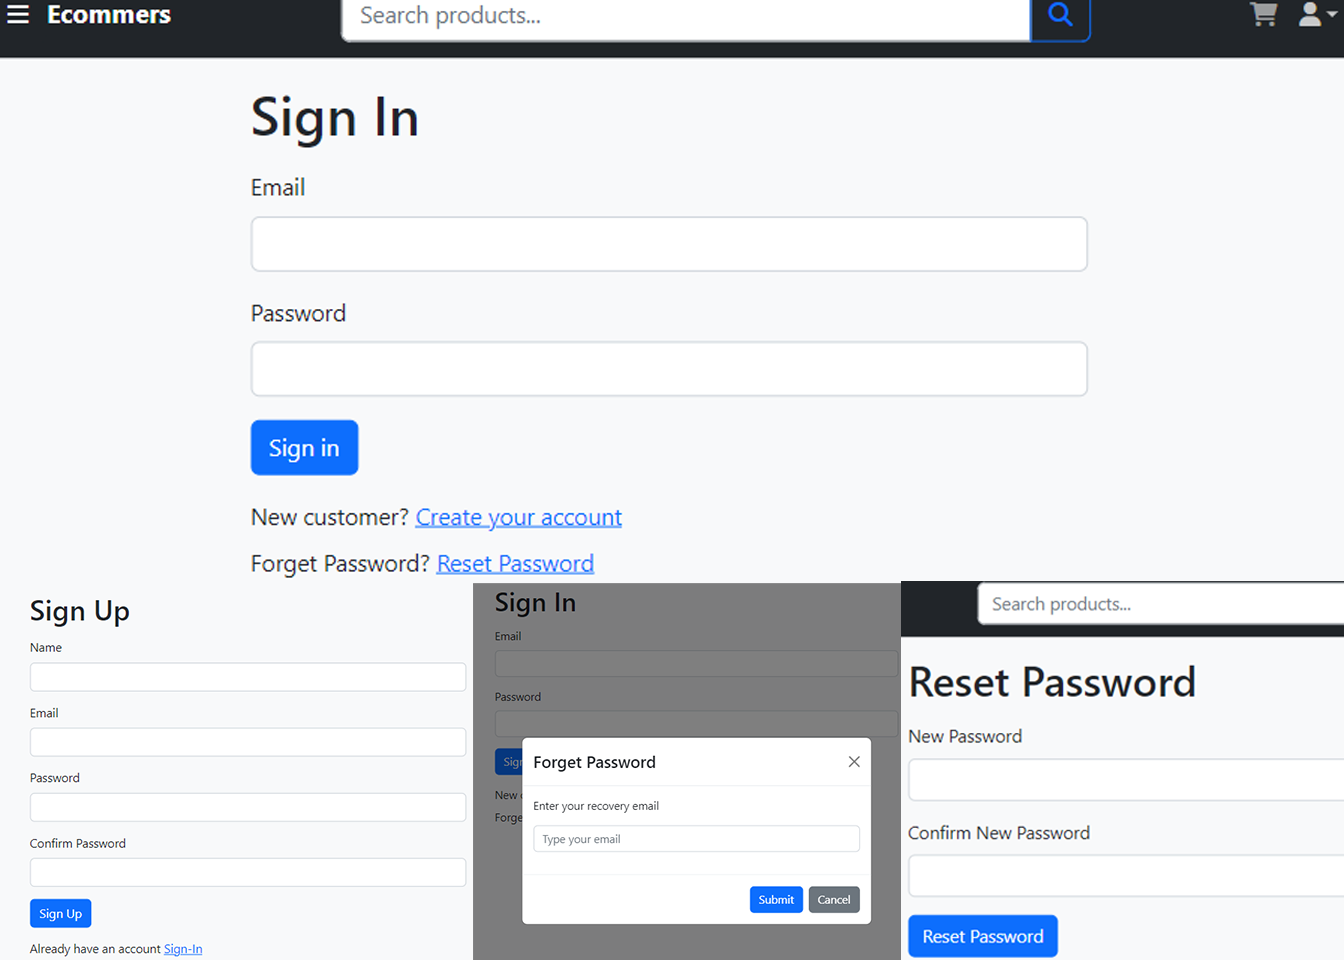 Ecommers
Search products...
Sign In
Email
Password
Sign in
New customer? Create your account
Forget Password? Reset Password
Sign Up
Name
Email
Password
Confirm Password
Sign Up
Already have an account Sign-In
Sign In
Email
Password
Sign
New
Forge
Forget Password
Enter your recovery email
Type your email
Submit Cancel
Search products...
Reset Password
New Password
Confirm New Password
Reset Password